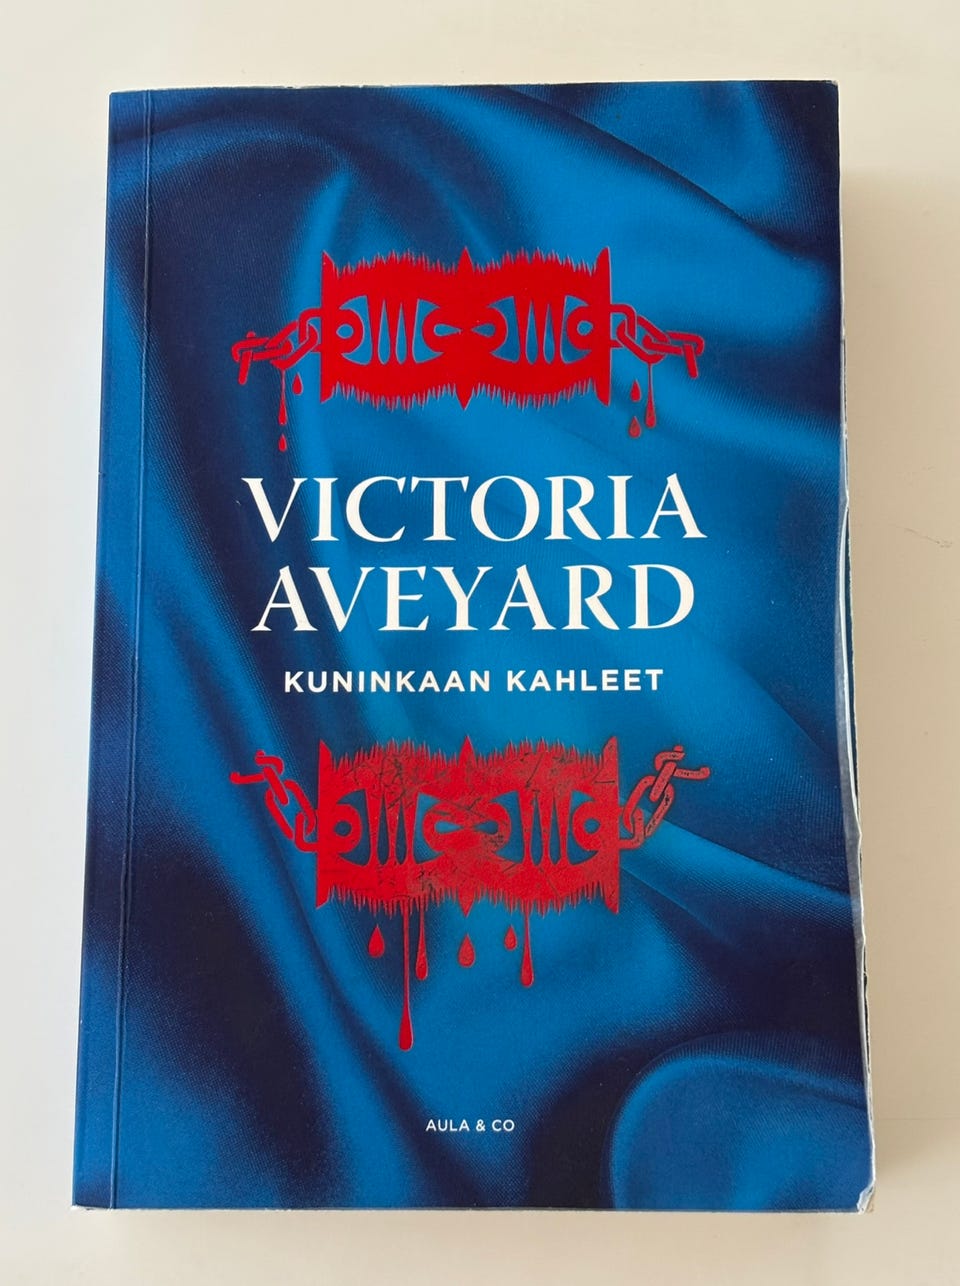 VICTORIA
AVEYARD
KUNINKAAN KAHLEET
AULA & CO